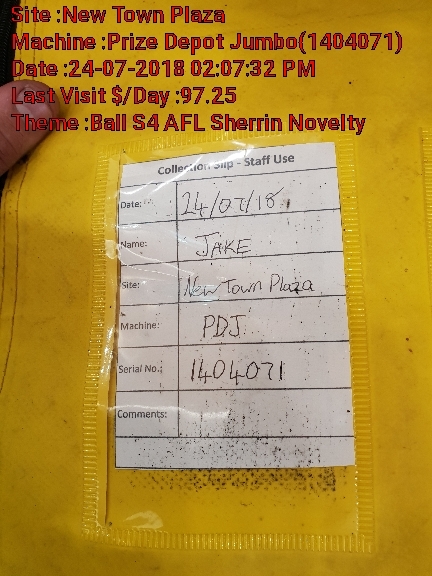 Site :New Town Plaza
Machine :Prize Depot Jumbo(1404071)
Date :24-07-2018 02:07:32 PM
Last Visit $/Day :97.25
Theme :Ball S4 AFL Sherrin Novelty
Collection Slip - Staff Use
Date: 24/07/18
Name: JAKE
Site: New Town Plaza
Machine: PDJ
Serial No.: 1404071
Comments: